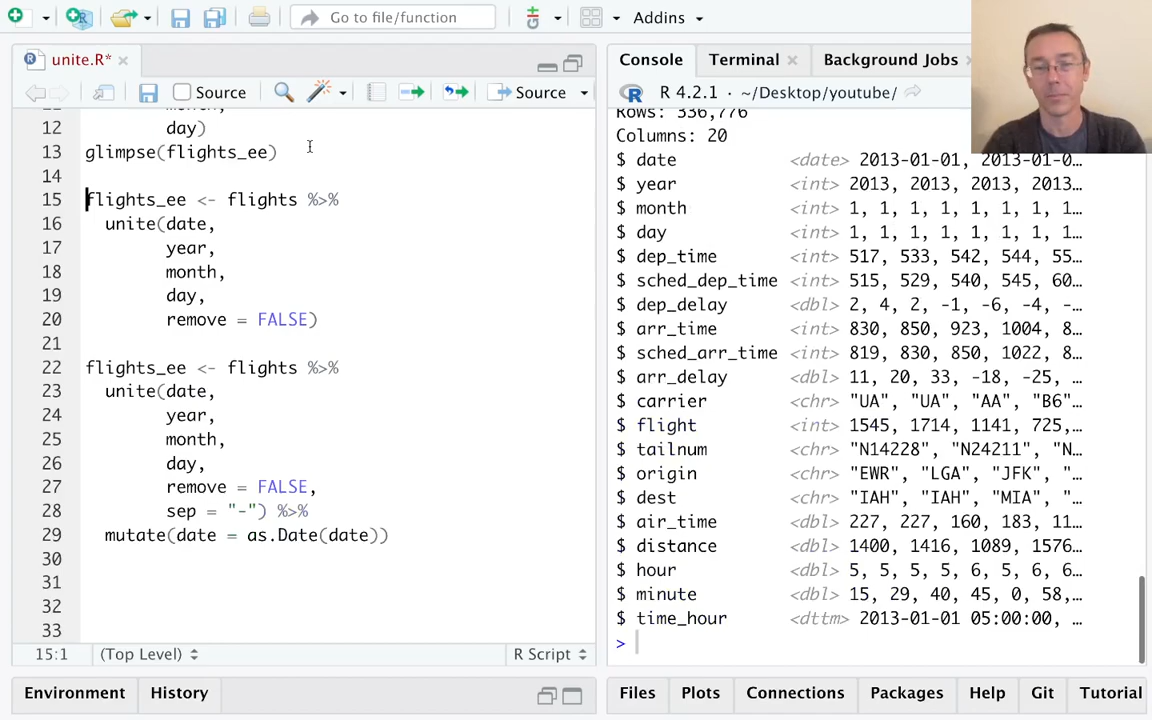 Go to file/function
Addins
unite.R*
Source
Source
12 day)
13 glimpse(flights_ee)
14
15 flights_ee <- flights %>%
16 unite(date,
17 year,
18 month,
19 day,
20 remove = FALSE)
21
22 flights_ee <- flights %>%
23 unite(date,
24 year,
25 month,
26 day,
27 remove = FALSE,
28 sep = "-") %>%
29 mutate(date = as.Date(date))
30
31
32
33
15:1 (Top Level) R Script
Environment History
Console Terminal Background Jobs
R 4.2.1 · ~/Desktop/youtube/
Rows: 336,776
Columns: 20
$ date <date> 2013-01-01, 2013-01-0…
$ year <int> 2013, 2013, 2013, 2013…
$ month <int> 1, 1, 1, 1, 1, 1, 1, 1…
$ day <int> 1, 1, 1, 1, 1, 1, 1, 1…
$ dep_time <int> 517, 533, 542, 544, 55…
$ sched_dep_time <int> 515, 529, 540, 545, 60…
$ dep_delay <dbl> 2, 4, 2, -1, -6, -4, -…
$ arr_time <int> 830, 850, 923, 1004, 8…
$ sched_arr_time <int> 819, 830, 850, 1022, 8…
$ arr_delay <dbl> 11, 20, 33, -18, -25, …
$ carrier <chr> "UA", "UA", "AA", "B6"…
$ flight <int> 1545, 1714, 1141, 725,…
$ tailnum <chr> "N14228", "N24211", "N…
$ origin <chr> "EWR", "LGA", "JFK", "…
$ dest <chr> "IAH", "IAH", "MIA", "…
$ air_time <dbl> 227, 227, 160, 183, 11…
$ distance <dbl> 1400, 1416, 1089, 1576…
$ hour <dbl> 5, 5, 5, 5, 6, 5, 6, 6…
$ minute <dbl> 15, 29, 40, 45, 0, 58,…
$ time_hour <dttm> 2013-01-01 05:00:00, …
>
Files Plots Connections Packages Help Git Tutorial